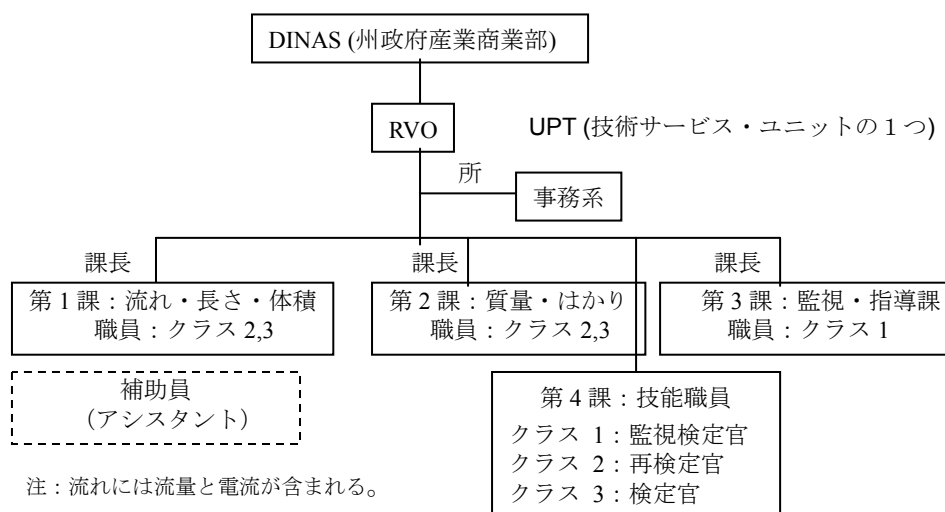 DINAS (州政府産業商業部)
RVO
UPT (技術サービス・ユットの１つ)
所
事務系
課長
課長
課長
第 1 課：流れ・長さ・体積
職員：クラス 2,3
第 2 課：質量・はかり
職員：クラス 2,3
第 3 課：監視・指導課
職員：クラス 1
補助員
（アシスタント）
第 4 課：技能職員
クラス 1：監視検定官
クラス 2：再検定官
クラス 3：検定官
注：流れには流量と電流が含まれる。